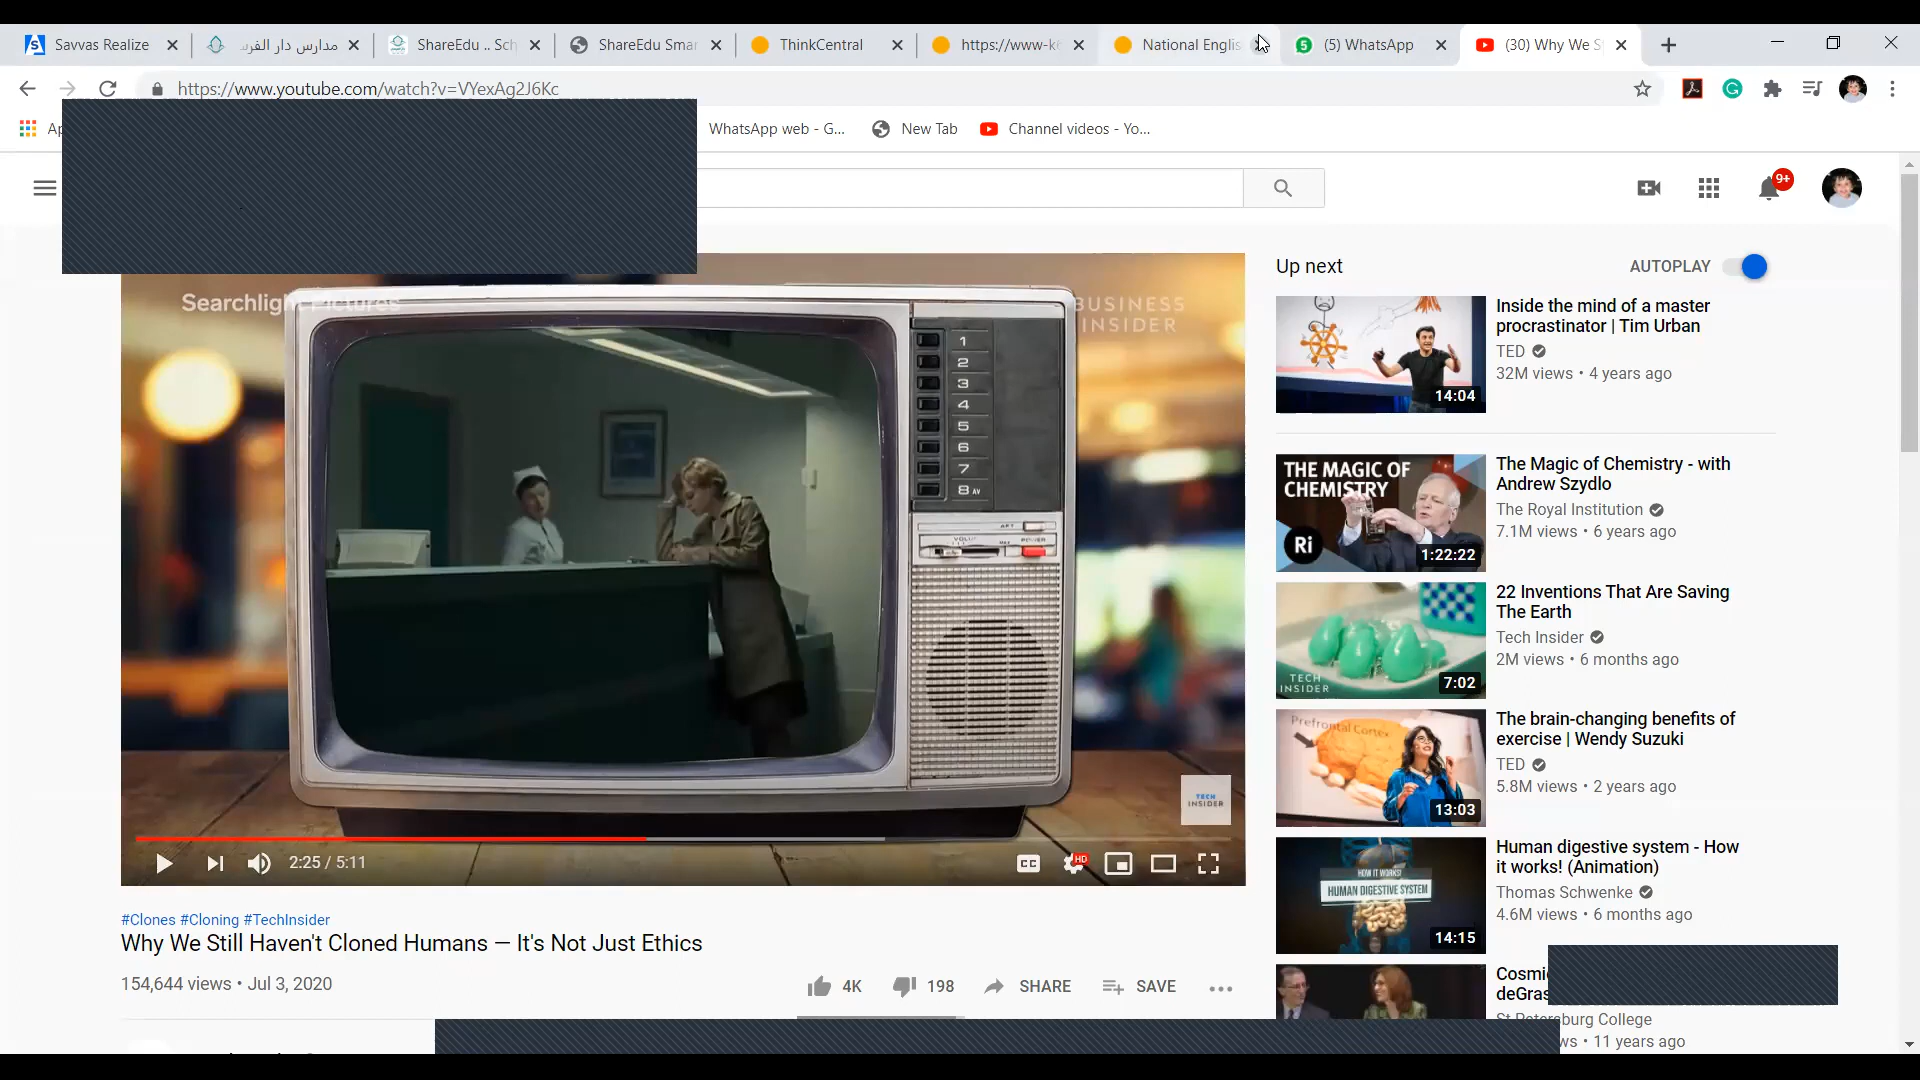 Savvas Realize
مدارس دار الفر
ShareEdu .. Sch
ShareEdu Smar
ThinkCentral
https://www-k6
National Englis
(5) WhatsApp
(30) Why We S
https://www.youtube.com/watch?v=VYexAg2J6Kc
WhatsApp web - G...
New Tab
Channel videos - Yo...
9+
Searchlight Pictures
BUSINESS
INSIDER
1
2
3
4
5
6
7
8 AV
AFT
POWER
TECH
INSIDER
2:25 / 5:11
CC
HD
#Clones #Cloning #TechInsider
Why We Still Haven't Cloned Humans — It's Not Just Ethics
154,644 views • Jul 3, 2020
4K
198
SHARE
SAVE
Up next
AUTOPLAY
Inside the mind of a master
procrastinator | Tim Urban
TED
32M views • 4 years ago
14:04
THE MAGIC OF
CHEMISTRY
Ri
1:22:22
The Magic of Chemistry - with
Andrew Szydlo
The Royal Institution
7.1M views • 6 years ago
TECH
INSIDER
7:02
22 Inventions That Are Saving
The Earth
Tech Insider
2M views • 6 months ago
Prefrontal Cortex
13:03
The brain-changing benefits of
exercise | Wendy Suzuki
TED
5.8M views • 2 years ago
HOW IT WORKS!
HUMAN DIGESTIVE SYSTEM
14:15
Human digestive system - How
it works! (Animation)
Thomas Schwenke
4.6M views • 6 months ago
Cosmi
deGras
St Petersburg College
ws • 11 years ago